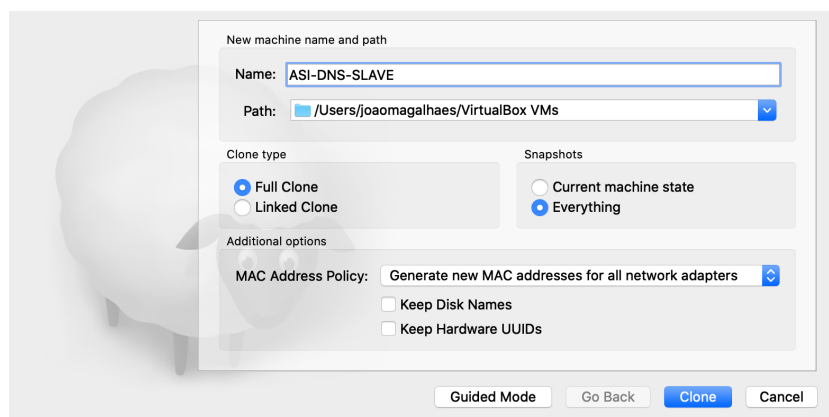 New machine name and path
Name: ASI-DNS-SLAVE
Path: /Users/joaomagalhaes/VirtualBox VMs
Clone type
Full Clone
Linked Clone
Snapshots
Current machine state
Everything
Additional options
MAC Address Policy: Generate new MAC addresses for all network adapters
Keep Disk Names
Keep Hardware UUIDs
Guided Mode Go Back Clone Cancel